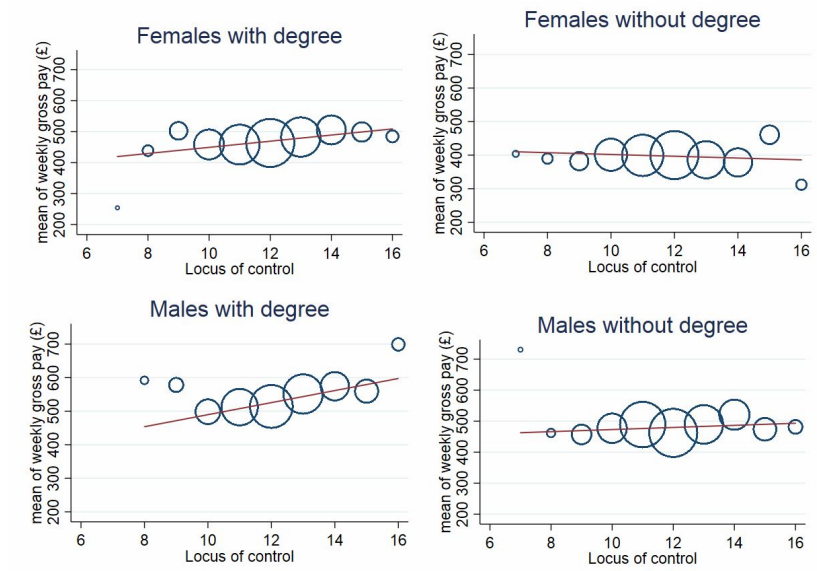 Females with degree
mean of weekly gross pay (£)
700
600
500
400
300
200
6 8 10 12 14 16
Locus of control
Females without degree
mean of weekly gross pay (£)
700
600
500
400
300
200
6 8 10 12 14 16
Locus of control
Males with degree
mean of weekly gross pay (£)
700
600
500
400
300
200
6 8 10 12 14 16
Locus of control
Males without degree
mean of weekly gross pay (£)
700
600
500
400
300
200
6 8 10 12 14 16
Locus of control